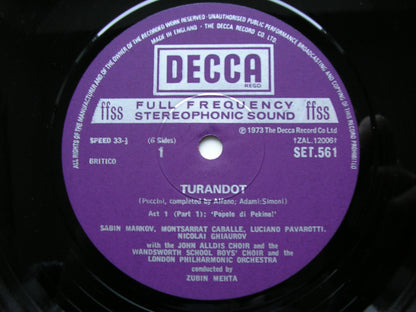 ALL RIGHTS OF THE MANUFACTURER AND OF THE OWNER OF THE RECORDED WORK RESERVED · UNAUTHORISED PUBLIC PERFORMANCE BROADCASTING AND COPYING OF THIS RECORD PROHIBITED
MADE IN ENGLAND · THE DECCA RECORD CO LTD
DECCA
REGD
ffss FULL FREQUENCY ffss
STEREOPHONIC SOUND
℗1973 The Decca Record Co Ltd
SPEED 33-⅓ (6 Sides) †ZAL.12006†
1 SET.561
BRITICO
TURANDOT
(Puccini, completed by Alfano; Adami:Simoni)
Act 1 (Part 1): 'Popolo di Pekino!'
SABIN MARKOV, MONTSERRAT CABALLE, LUCIANO PAVAROTTI,
NICOLAI GHIAUROV
with the JOHN ALLDIS CHOIR and the
WANDSWORTH SCHOOL BOYS' CHOIR and the
LONDON PHILHARMONIC ORCHESTRA
conducted by
ZUBIN MEHTA